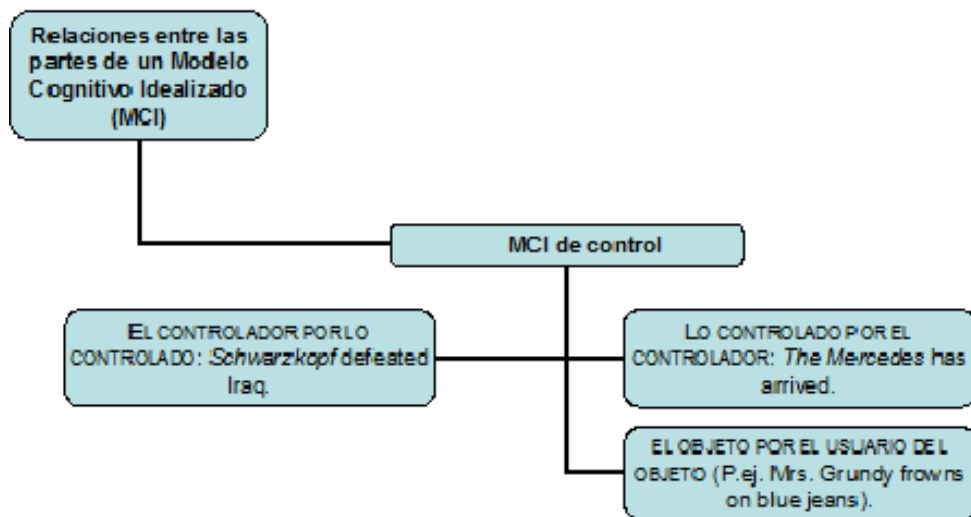 Relaciones entre las
partes de un Modelo
Cognitivo Idealizado
(MCI)
MCI de control
EL CONTROLADOR POR LO
CONTROLADO: Schwarzkopf defeated
Iraq.
LO CONTROLADO POR EL
CONTROLADOR: The Mercedes has
arrived.
EL OBJETO POR EL USUARIO DEL
OBJETO (P.ej. Mrs. Grundy frowns
on blue jeans).